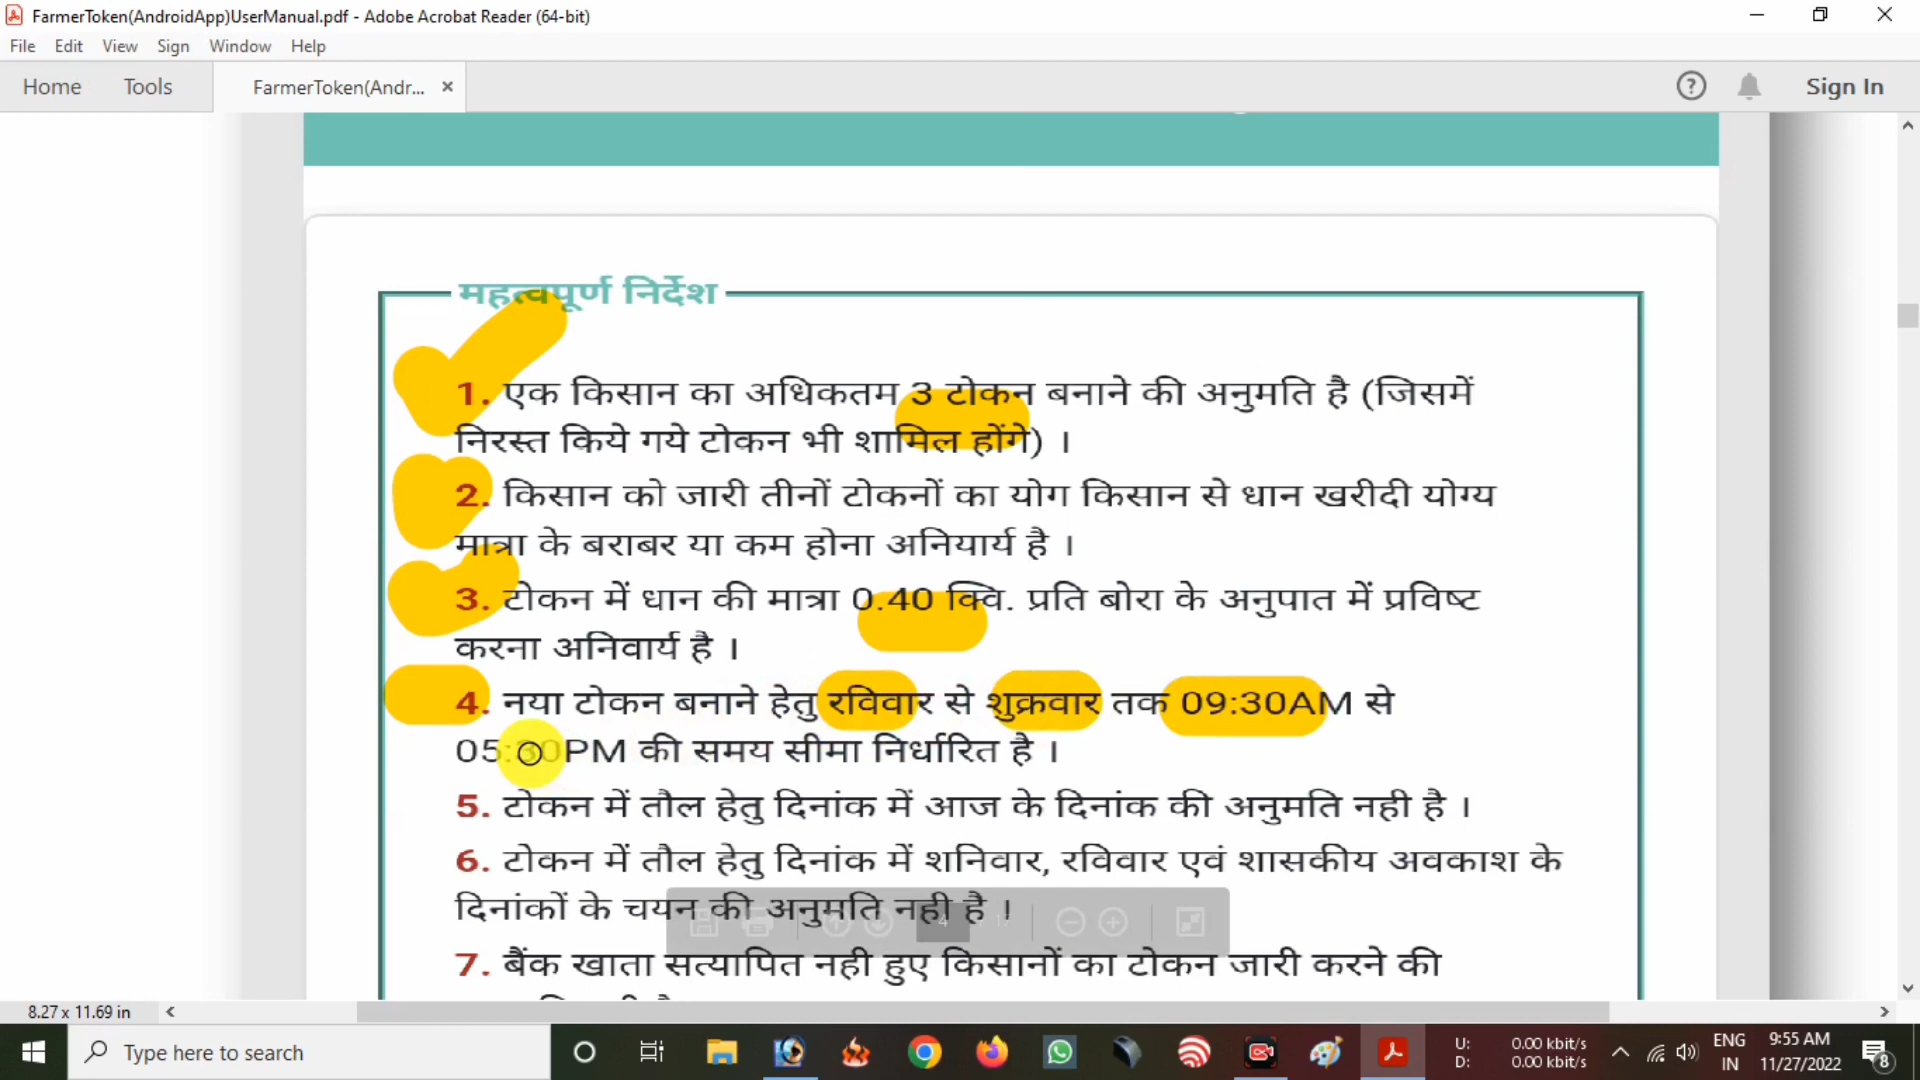 FarmerToken(AndroidApp)UserManual.pdf - Adobe Acrobat Reader (64-bit)
File Edit View Sign Window Help
Home Tools FarmerToken(Andr... Sign In
महत्वपूर्ण निर्देश
1. एक किसान का अधिकतम 3 टोकन बनाने की अनुमति है (जिसमें
निरस्त किये गये टोकन भी शामिल होंगे) ।
2. किसान को जारी तीनों टोकनों का योग किसान से धान खरीदी योग्य
मात्रा के बराबर या कम होना अनियार्य है ।
3. टोकन में धान की मात्रा 0.40 क्वि. प्रति बोरा के अनुपात में प्रविष्ट
करना अनिवार्य है ।
4. नया टोकन बनाने हेतु रविवार से शुक्रवार तक 09:30AM से
05:30PM की समय सीमा निर्धारित है ।
5. टोकन में तौल हेतु दिनांक में आज के दिनांक की अनुमति नही है ।
6. टोकन में तौल हेतु दिनांक में शनिवार, रविवार एवं शासकीय अवकाश के
दिनांकों के चयन की अनुमति नही है ।
4
7. बैंक खाता सत्यापित नही हुए किसानों का टोकन जारी करने की
8.27 x 11.69 in
Type here to search
U: 0.00 kbit/s
D: 0.00 kbit/s
ENG
IN
9:55 AM
11/27/2022
8